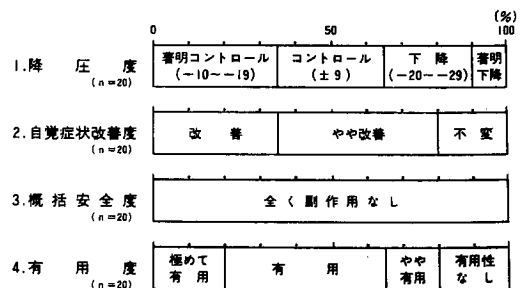 (%)
0 50 100
1.降圧度 著明コントロール コントロール 下降 著明
(n=20) (-10~-19) (±9) (-20~-29) 下降
2.自覚症状改善度 改善 やや改善 不変
(n=20)
3.概括安全度 全く副作用なし
(n=20)
4.有用度 極めて 有用 やや 有用性
(n=20) 有用 有用 なし